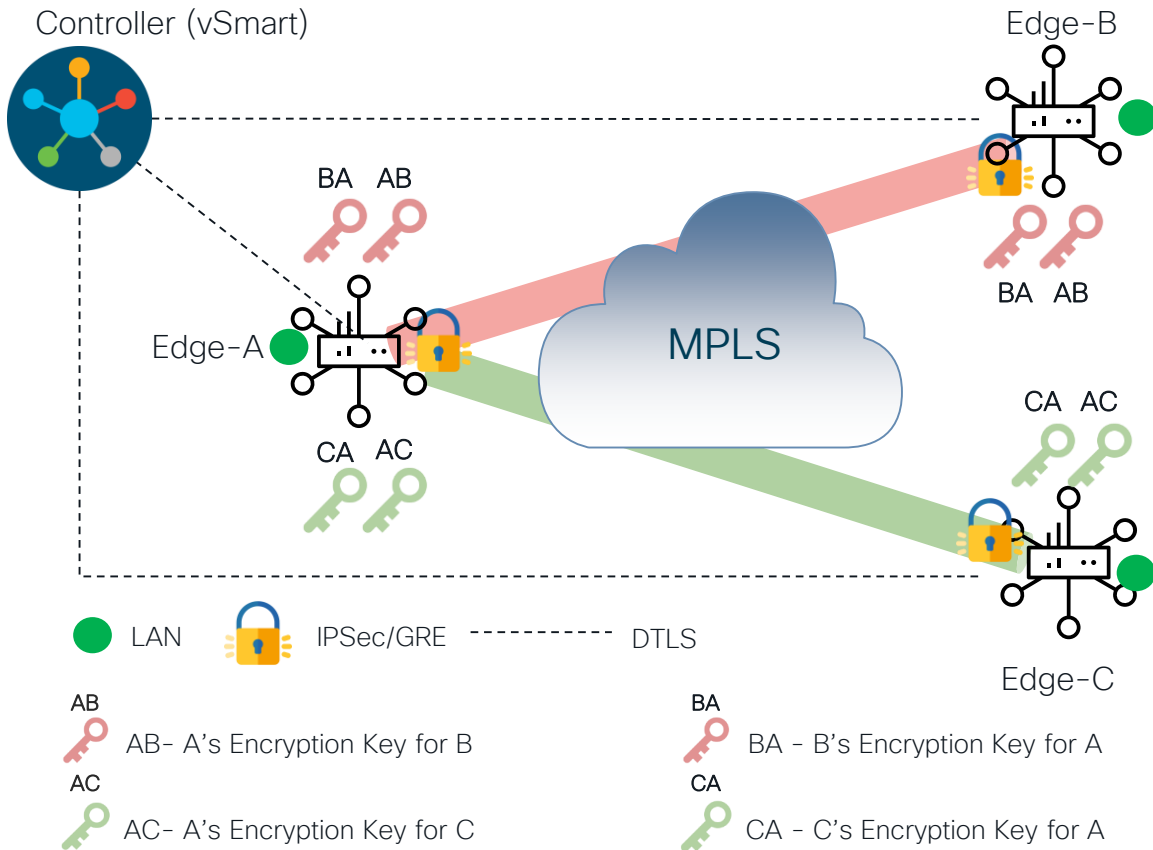 Controller (vSmart)
Edge-B
BA AB
BA AB
Edge-A
MPLS
CA AC
CA AC
LAN
IPSec/GRE
DTLS
Edge-C
AB
AB- A's Encryption Key for B
BA
BA - B's Encryption Key for A
AC
AC- A's Encryption Key for C
CA
CA - C's Encryption Key for A